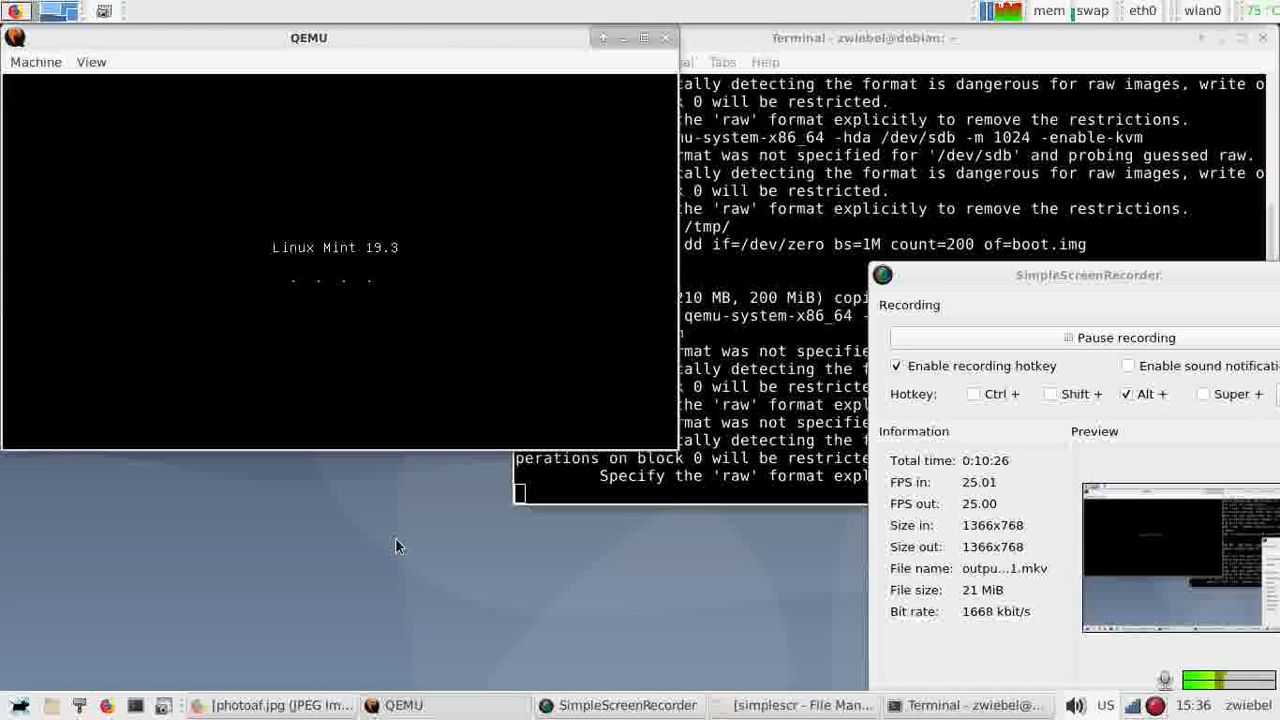 mem swap eth0 wlan0 75 °C
QEMU
Terminal - zwiebel@debian: ~
Machine View
Tabs Help
cally detecting the format is dangerous for raw images, write o
k 0 will be restricted.
the 'raw' format explicitly to remove the restrictions.
mu-system-x86_64 -hda /dev/sdb -m 1024 -enable-kvm
rmat was not specified for '/dev/sdb' and probing guessed raw.
cally detecting the format is dangerous for raw images, write o
k 0 will be restricted.
the 'raw' format explicitly to remove the restrictions.
/tmp/
dd if=/dev/zero bs=1M count=200 of=boot.img
Linux Mint 19.3
. . . .
210 MB, 200 MiB) copi
qemu-system-x86_64 -
rmat was not specifie
cally detecting the f
k 0 will be restricte
the 'raw' format expl
rmat was not specifie
cally detecting the f
perations on block 0 will be restricte
Specify the 'raw' format expl
SimpleScreenRecorder
Recording
Pause recording
Enable recording hotkey Enable sound notificati
Hotkey: Ctrl + Shift + Alt + Super +
Information Preview
Total time: 0:10:26
FPS in: 25.01
FPS out: 25.00
Size in: 1366x768
Size out: 1366x768
File name: outpu...1.mkv
File size: 21 MiB
Bit rate: 1668 kbit/s
[photoaf.jpg (JPEG Im... QEMU SimpleScreenRecorder [simplescr - File Man... Terminal - zwiebel@... US 15:36 zwiebel